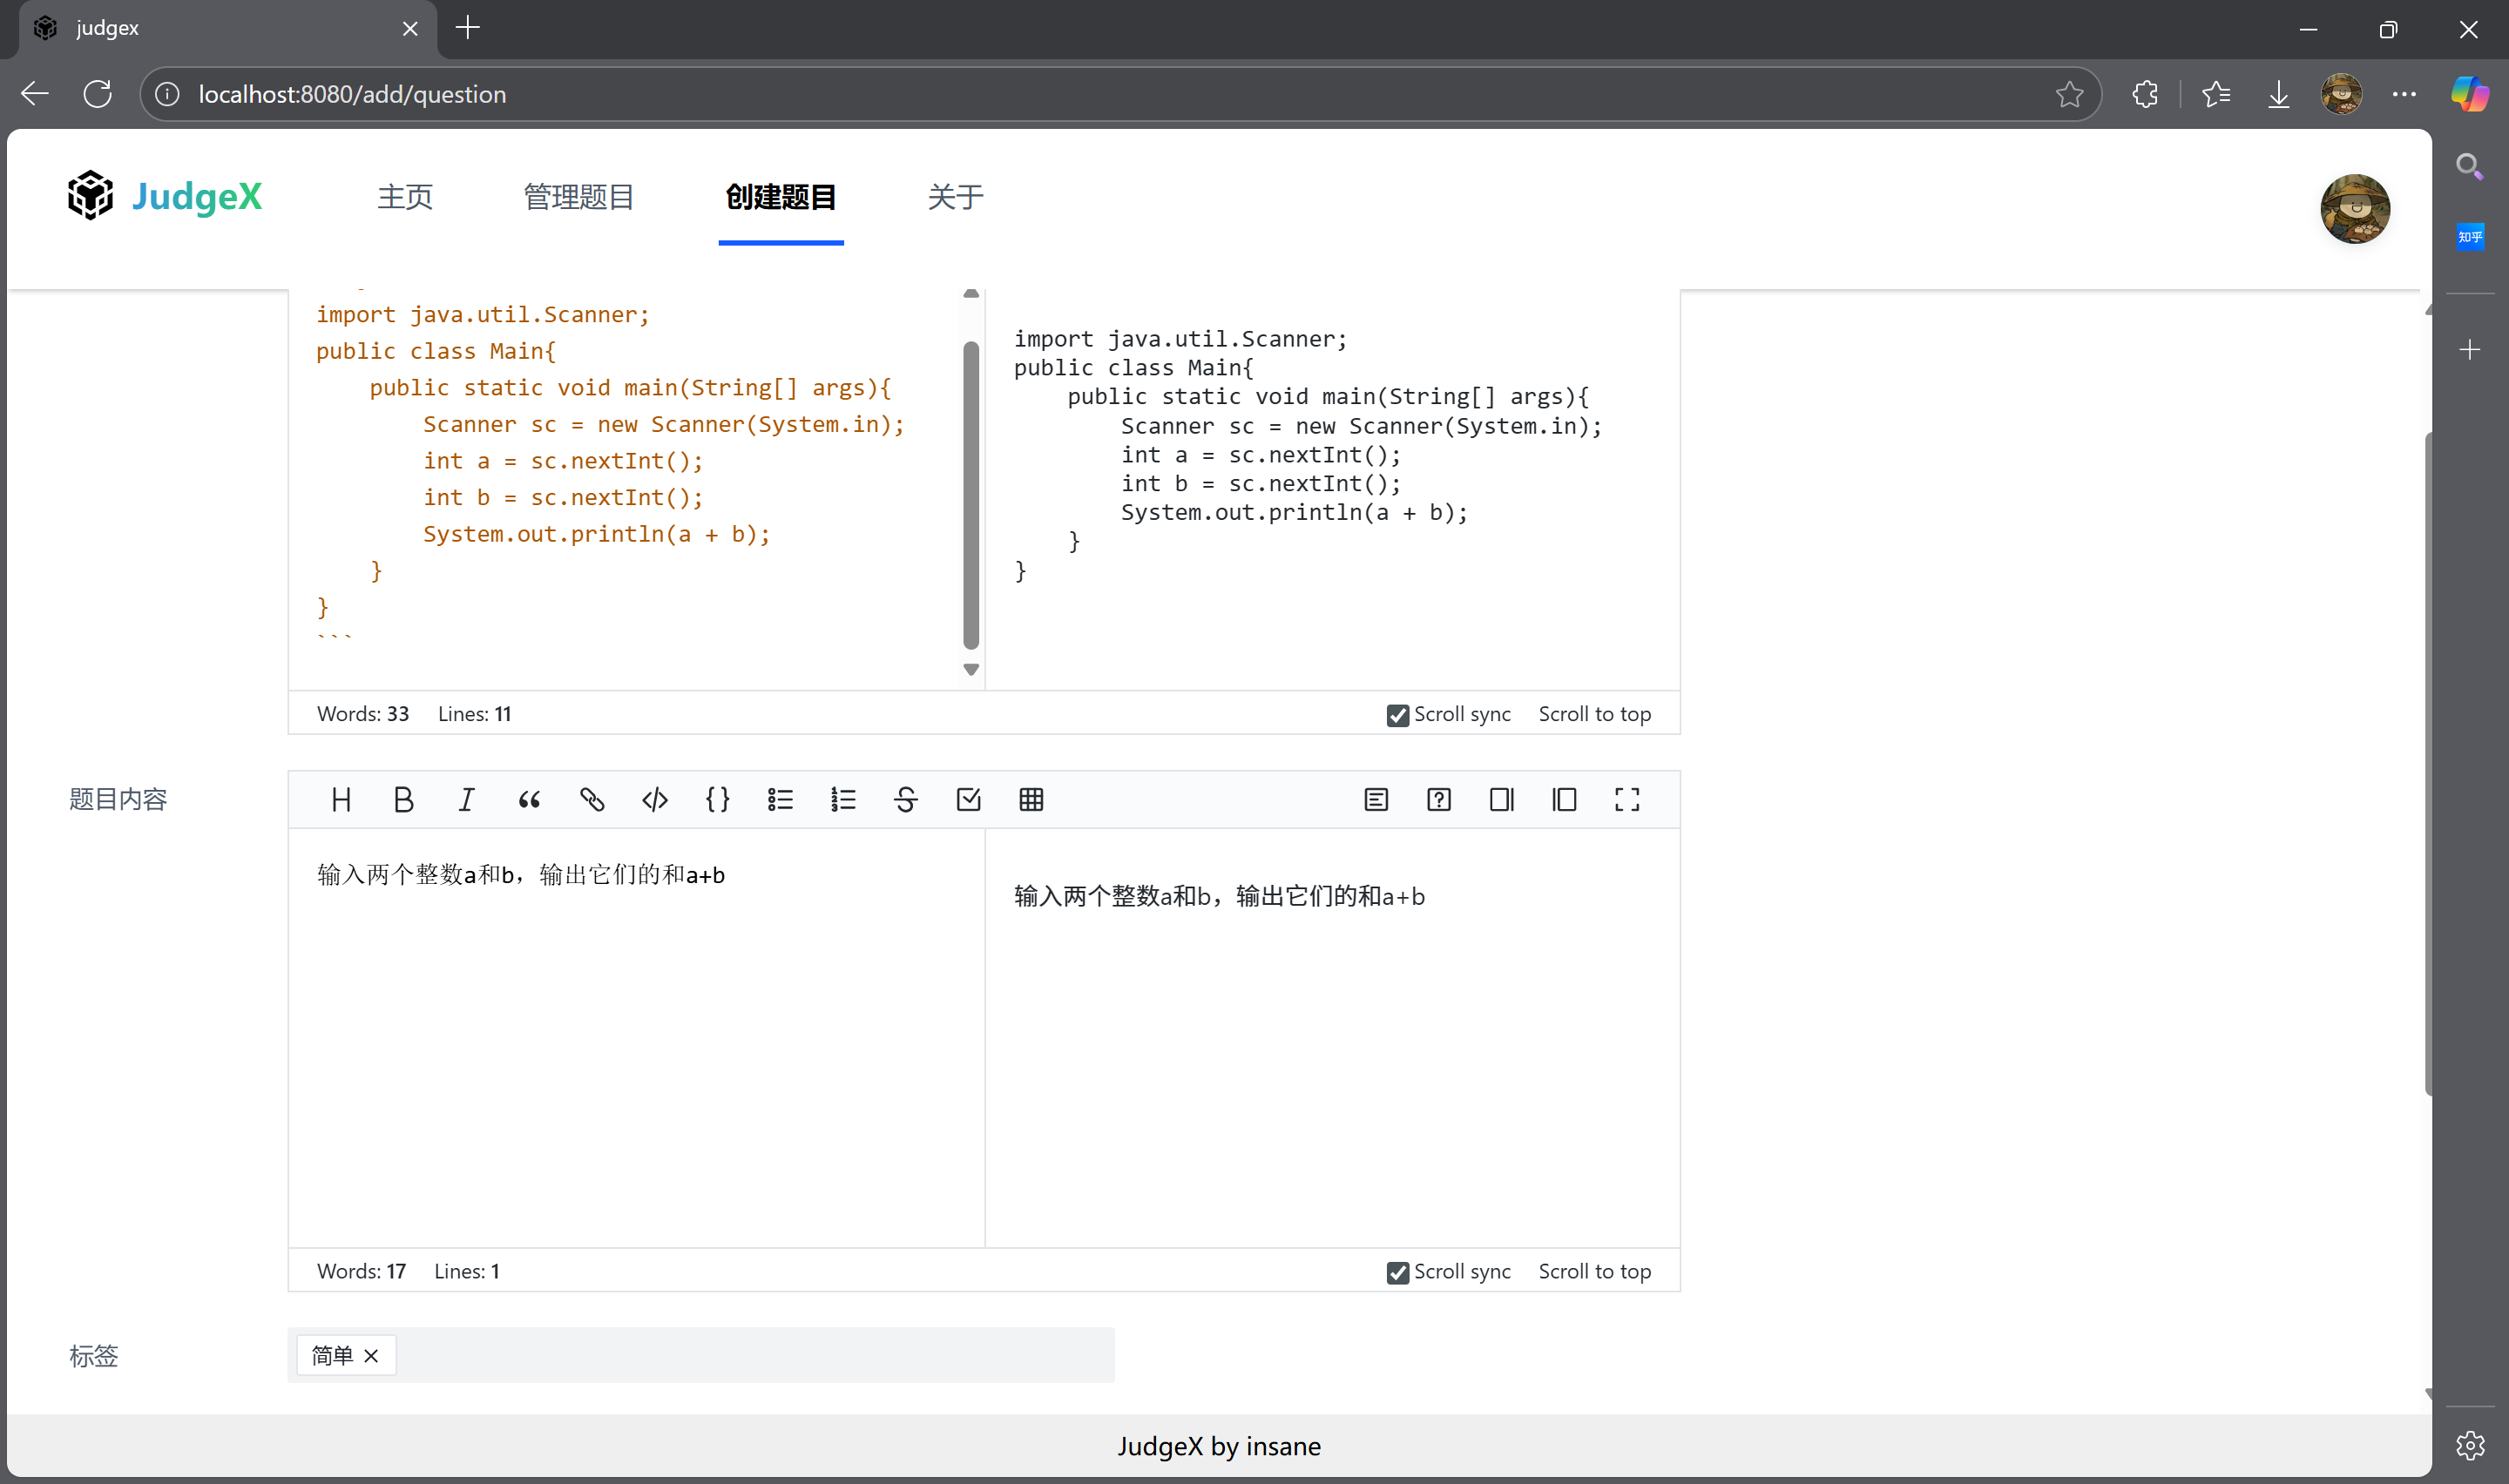 judgex
localhost:8080/add/question
JudgeX
主页
管理题目
创建题目
关于
知乎
import java.util.Scanner;
public class Main{
    public static void main(String[] args){
        Scanner sc = new Scanner(System.in);
        int a = sc.nextInt();
        int b = sc.nextInt();
        System.out.println(a + b);
    }
}
```
import java.util.Scanner;
public class Main{
    public static void main(String[] args){
        Scanner sc = new Scanner(System.in);
        int a = sc.nextInt();
        int b = sc.nextInt();
        System.out.println(a + b);
    }
}
Words: 33 Lines: 11
Scroll sync Scroll to top
题目内容
输入两个整数a和b，输出它们的和a+b
输入两个整数a和b，输出它们的和a+b
Words: 17 Lines: 1
Scroll sync Scroll to top
标签
简单
JudgeX by insane